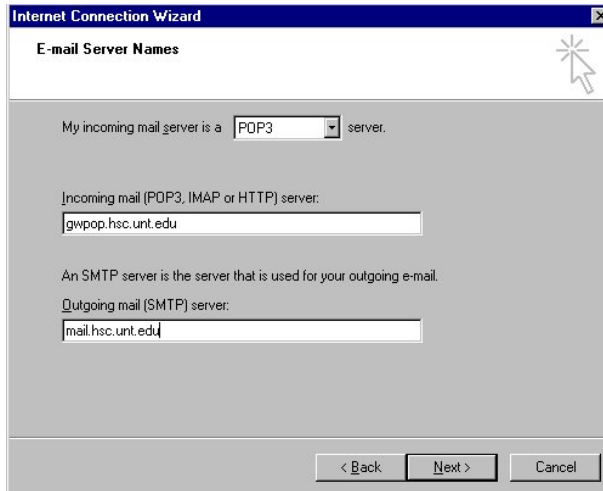 Internet Connection Wizard
E-mail Server Names
My incoming mail server is a POP3 server.
Incoming mail (POP3, IMAP or HTTP) server:
gwpop.hsc.unt.edu
An SMTP server is the server that is used for your outgoing e-mail.
Outgoing mail (SMTP) server:
mail.hsc.unt.edu
< Back Next > Cancel